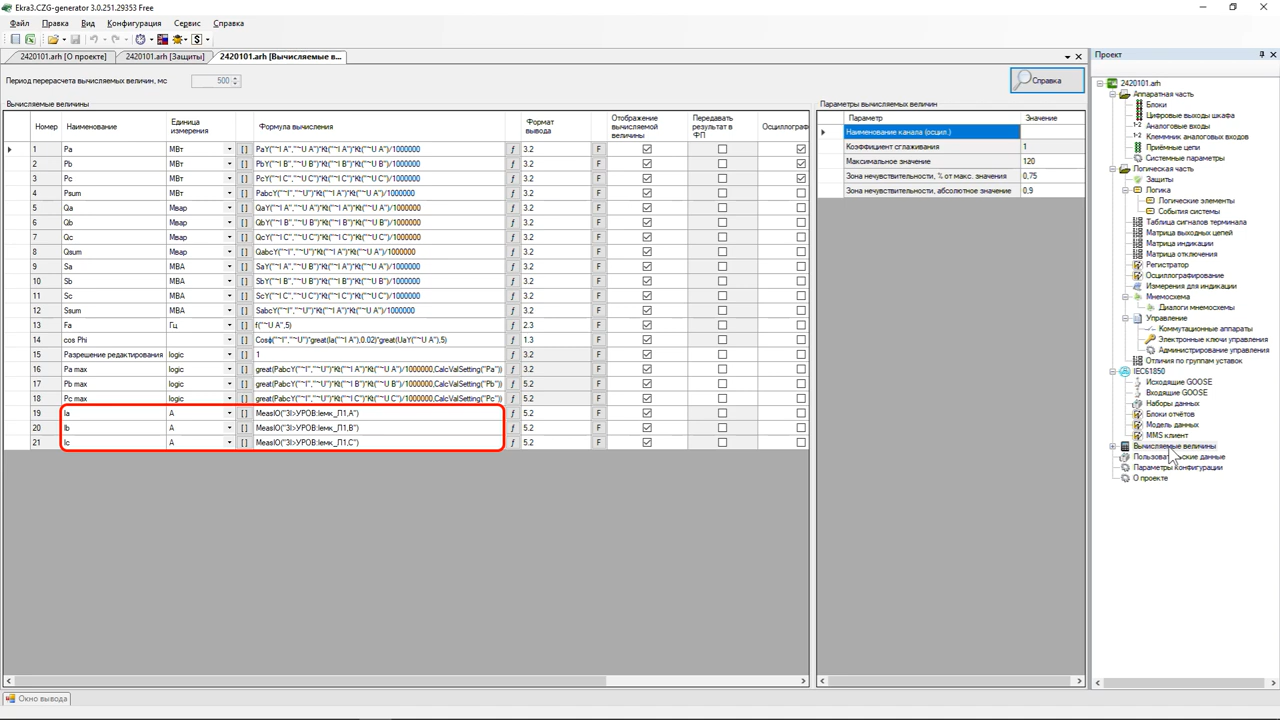 Ekra3.CZG-generator 3.0.251.29353 Free
Файл Правка Вид Конфигурация Сервис Справка
2420101.arh [О проекте] 2420101.arh [Защиты] 2420101.arh [Вычисляемые в...
Период перерасчета вычисляемых величин, мс 500 Справка
Вычисляемые величины
Номер Наименование Единица измерения Формула вычисления Формат вывода Отображение вычисляемой величины Передавать результат в ФП Осциллограф
1 Pa МВт [ ] PaY("~I A","~U A")*Kt("~I A")*Kt("~U A")/1000000 ƒ 3.2 F
2 Pb МВт [ ] PbY("~I B","~U B")*Kt("~I B")*Kt("~U B")/1000000 ƒ 3.2 F
3 Pc МВт [ ] PcY("~I C","~U C")*Kt("~I C")*Kt("~U C")/1000000 ƒ 3.2 F
4 Psum МВт [ ] PabcY("~I","~U")*Kt("~I A")*Kt("~U A")/1000000 ƒ 3.2 F
5 Qa Мвар [ ] QaY("~I A","~U A")*Kt("~I A")*Kt("~U A")/1000000 ƒ 3.2 F
6 Qb Мвар [ ] QbY("~I B","~U B")*Kt("~I B")*Kt("~U B")/1000000 ƒ 3.2 F
7 Qc Мвар [ ] QcY("~I C","~U C")*Kt("~I C")*Kt("~U C")/1000000 ƒ 3.2 F
8 Qsum Мвар [ ] QabcY("~I","~U")*Kt("~I A")*Kt("~U A")/1000000 ƒ 3.2 F
9 Sa МВА [ ] SaY("~I A","~U A")*Kt("~I A")*Kt("~U A")/1000000 ƒ 3.2 F
10 Sb МВА [ ] SbY("~I B","~U B")*Kt("~I B")*Kt("~U B")/1000000 ƒ 3.2 F
11 Sc МВА [ ] ScY("~I C","~U C")*Kt("~I C")*Kt("~U C")/1000000 ƒ 3.2 F
12 Ssum МВА [ ] SabcY("~I","~U")*Kt("~I A")*Kt("~U A")/1000000 ƒ 3.2 F
13 Fa Гц [ ] f("~U A",5) ƒ 2.3 F
14 cos Phi [ ] Cosϕ("~I","~U")*great(Ia("~I A"),0.02)*great(UaY("~U A"),5) ƒ 1.3 F
15 Разрешение редактирования logic [ ] 1 ƒ 3.2 F
16 Pa max logic [ ] great(PabcY("~I","~U")*Kt("~I A")*Kt("~U A")/1000000,CalcValSetting("Pa")) ƒ 3.2 F
17 Pb max logic [ ] great(PabcY("~I","~U")*Kt("~I B")*Kt("~U B")/1000000,CalcValSetting("Pb")) ƒ 5.2 F
18 Pc max logic [ ] great(PabcY("~I","~U")*Kt("~I C")*Kt("~U C")/1000000,CalcValSetting("Pc")) ƒ 5.2 F
19 Ia A [ ] MeasIO("3I>УРОВ:Iемк_П1,A") ƒ 5.2 F
20 Ib A [ ] MeasIO("3I>УРОВ:Iемк_П1,B") ƒ 5.2 F
21 Ic A [ ] MeasIO("3I>УРОВ:Iемк_П1,C") ƒ 5.2 F
Параметры вычисляемых величин
Параметр Значение
Наименование канала (осцил.)
Коэффициент сглаживания 1
Максимальное значение 120
Зона нечувствительности, % от макс. значения 0,75
Зона нечувствительности, абсолютное значение 0,9
Проект
2420101.arh
Аппаратная часть
Блоки
Цифровые выходы шкафа
Аналоговые входы
Клеммник аналоговых входов
Приёмные цепи
Системные параметры
Логическая часть
Защиты
Логика
Логические элементы
События системы
Таблица сигналов терминала
Матрица выходных цепей
Матрица индикации
Матрица отключения
Регистратор
Осциллографирование
Измерения для индикации
Мнемосхема
Диалоги мнемосхемы
Управление
Коммутационные аппараты
Электронные ключи управления
Администрирование управления
Отличия по группам уставок
IEC61850
Исходящие GOOSE
Входящие GOOSE
Наборы данных
Блоки отчётов
Модель данных
MMS клиент
Вычисляемые величины
Пользовательские данные
Параметры конфигурации
О проекте
Окно вывода